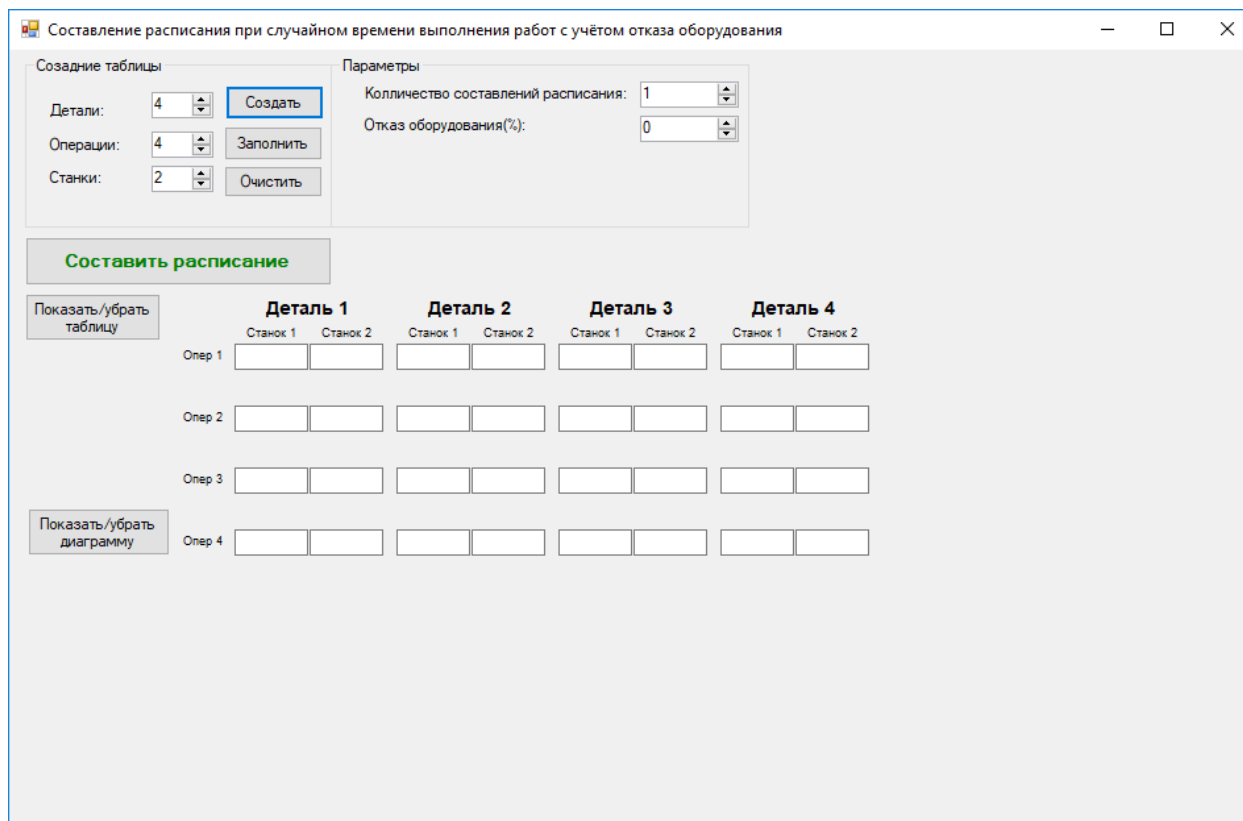 Составление расписания при случайном времени выполнения работ с учётом отказа оборудования
Созадние таблицы
Детали: 4 Создать
Операции: 4 Заполнить
Станки: 2 Очистить
Параметры
Колличество составлений расписания: 1
Отказ оборудования(%): 0
Составить расписание
Показать/убрать таблицу
Деталь 1 Деталь 2 Деталь 3 Деталь 4
Станок 1 Станок 2 Станок 1 Станок 2 Станок 1 Станок 2 Станок 1 Станок 2
Опер 1
Опер 2
Опер 3
Показать/убрать диаграмму
Опер 4